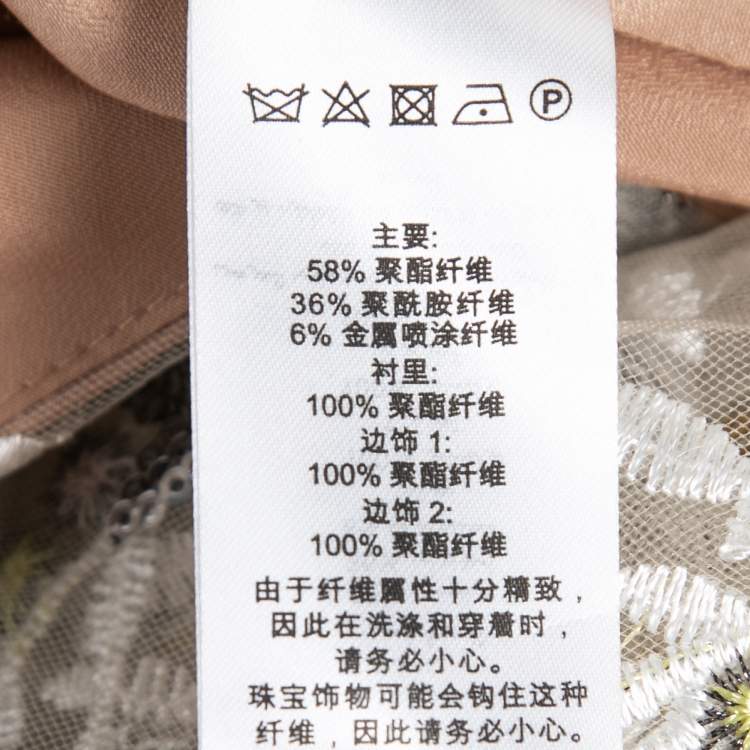 P
主要:
58% 聚酯纤维
36% 聚酰胺纤维
6% 金属喷涂纤维
衬里:
100% 聚酯纤维
边饰 1:
100% 聚酯纤维
边饰 2:
100% 聚酯纤维
由于纤维属性十分精致，
因此在洗涤和穿着时，
请务必小心。
珠宝饰物可能会钩住这种
纤维，因此请务必小心。